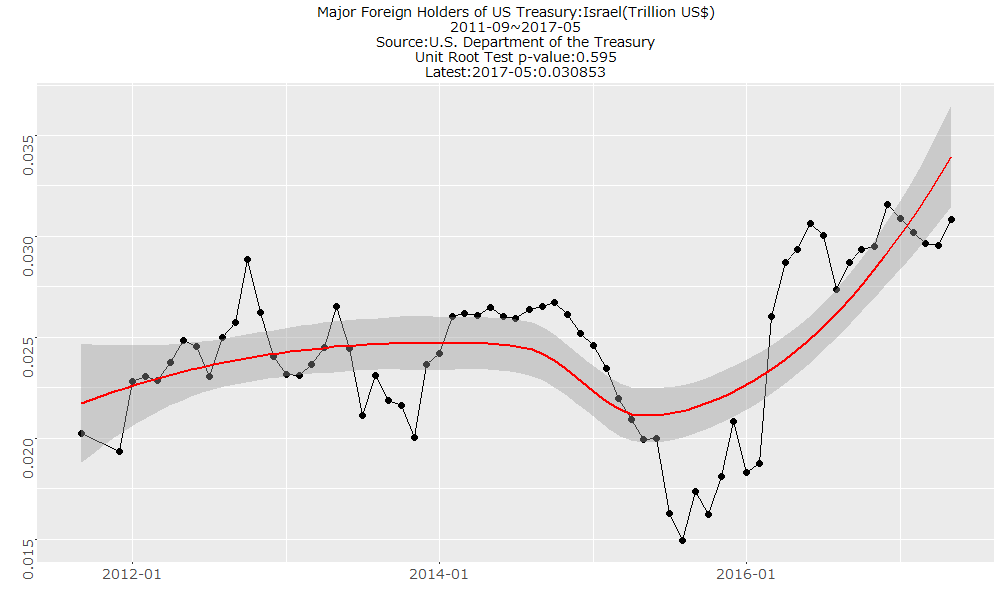 Major Foreign Holders of US Treasury:Israel(Trillion US$)
2011-09~2017-05
Source:U.S. Department of the Treasury
Unit Root Test p-value:0.595
Latest:2017-05:0.030853
0.035
0.030
0.025
0.020
0.015
2012-01
2014-01
2016-01